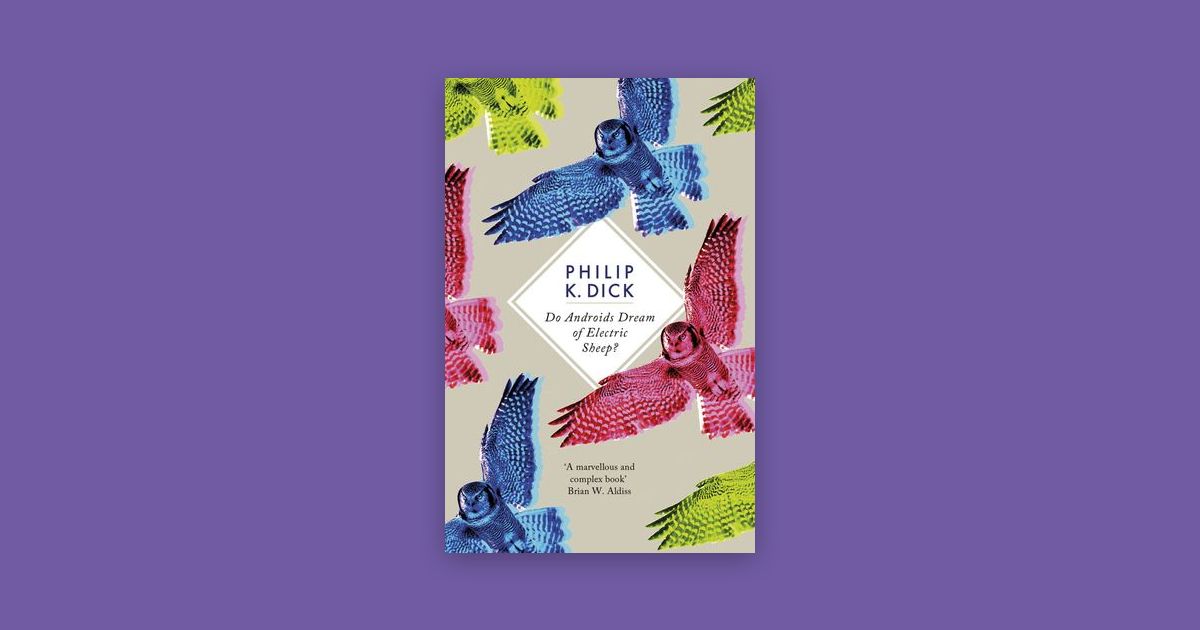 PHILIP
K. DICK
Do Androids Dream
of Electric
Sheep?
‘A marvellous and
complex book’
Brian W. Aldiss